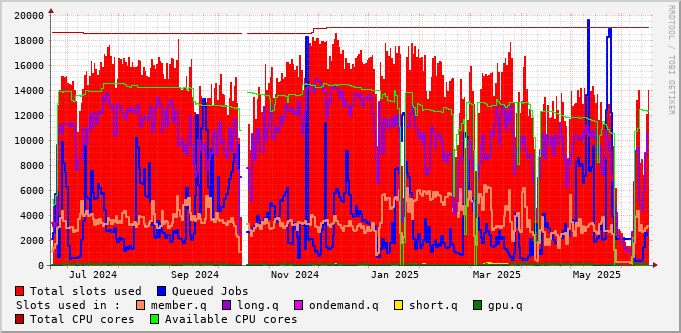 20000
18000
16000
14000
12000
10000
8000
6000
4000
2000
0
Jul 2024 Sep 2024 Nov 2024 Jan 2025 Mar 2025 May 2025
RRDTOOL / TOBI OETIKER
Total slots used Queued Jobs
Slots used in : member.q long.q ondemand.q short.q gpu.q
Total CPU cores Available CPU cores